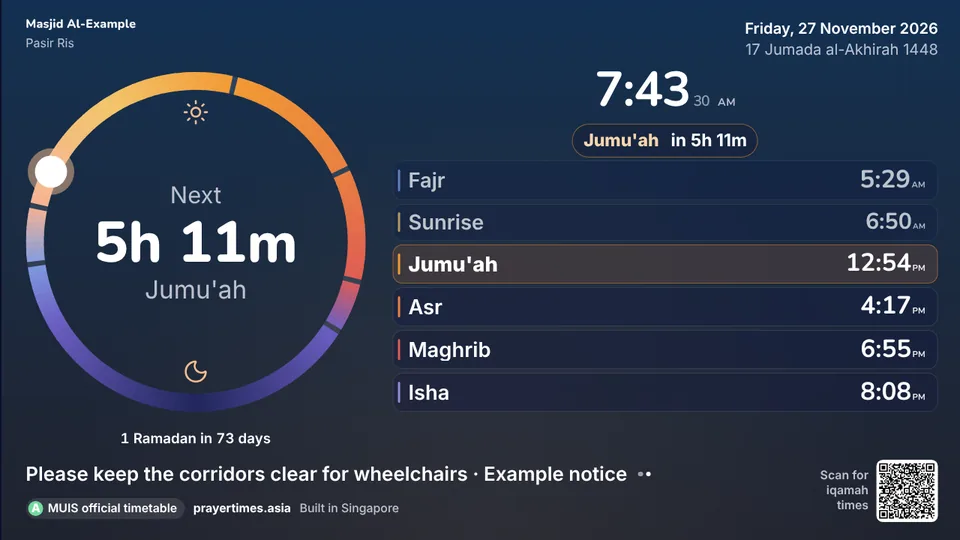 Masjid Al-Example
Pasir Ris
Friday, 27 November 2026
17 Jumada al-Akhirah 1448
7:43 30 AM
Jumu'ah in 5h 11m
Next
5h 11m
Jumu'ah
Fajr 5:29 AM
Sunrise 6:50 AM
Jumu'ah 12:54 PM
Asr 4:17 PM
Maghrib 6:55 PM
Isha 8:08 PM
1 Ramadan in 73 days
Please keep the corridors clear for wheelchairs · Example notice
Scan for
iqamah
times
A MUIS official timetable prayertimes.asia Built in Singapore